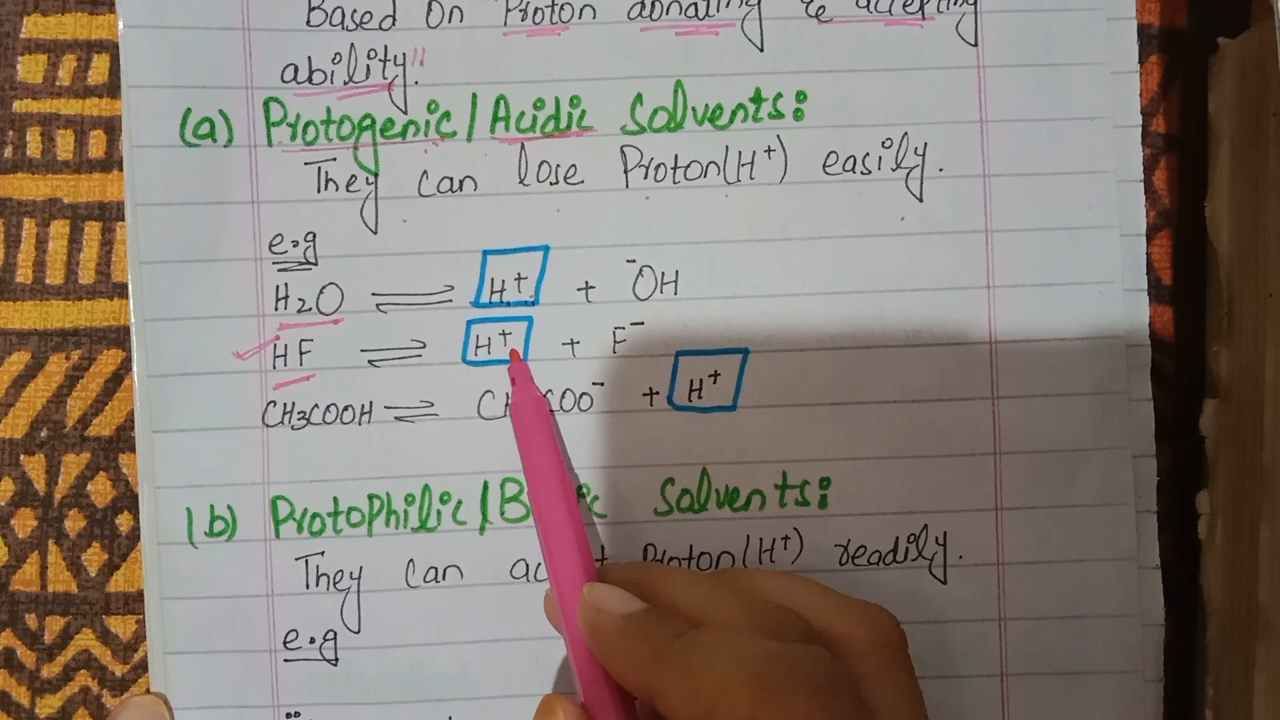 Based On Proton donating & accepting
ability!!
(a) Protogenic/Acidic Solvents:
They can lose Proton(H⁺) easily.
e.g
H2O ⇌ H⁺ + ⁻OH
HF ⇌ H⁺ + F⁻
CH3COOH ⇌ COO⁻ + H⁺
(b) Protophilic/ Solvents:
They can Proton(H⁺) readily.
e.g